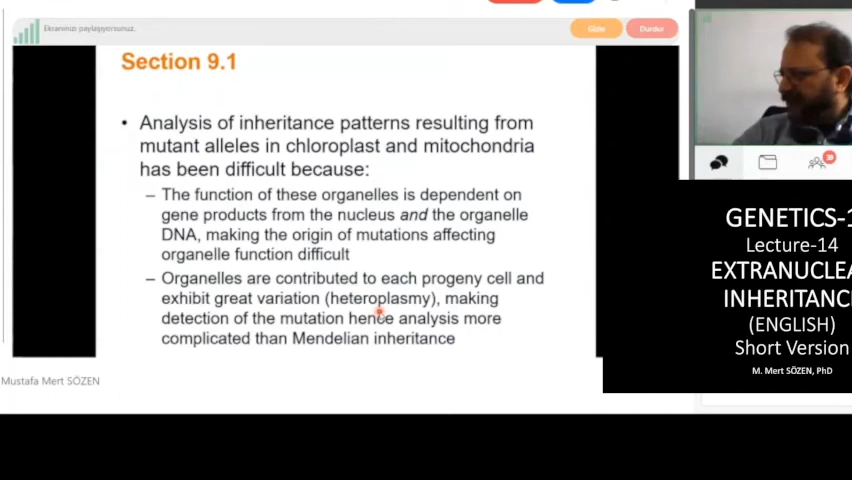 Ekranınızı paylaşıyorsunuz.
Gizle
Durdur
Section 9.1
• Analysis of inheritance patterns resulting from
mutant alleles in chloroplast and mitochondria
has been difficult because:
– The function of these organelles is dependent on
gene products from the nucleus and the organelle
DNA, making the origin of mutations affecting
organelle function difficult
– Organelles are contributed to each progeny cell and
exhibit great variation (heteroplasmy), making
detection of the mutation hence analysis more
complicated than Mendelian inheritance
Mustafa Mert SÖZEN
GENETICS-1
Lecture-14
EXTRANUCLEA
INHERITANC
(ENGLISH)
Short Version
M. Mert SÖZEN, PhD